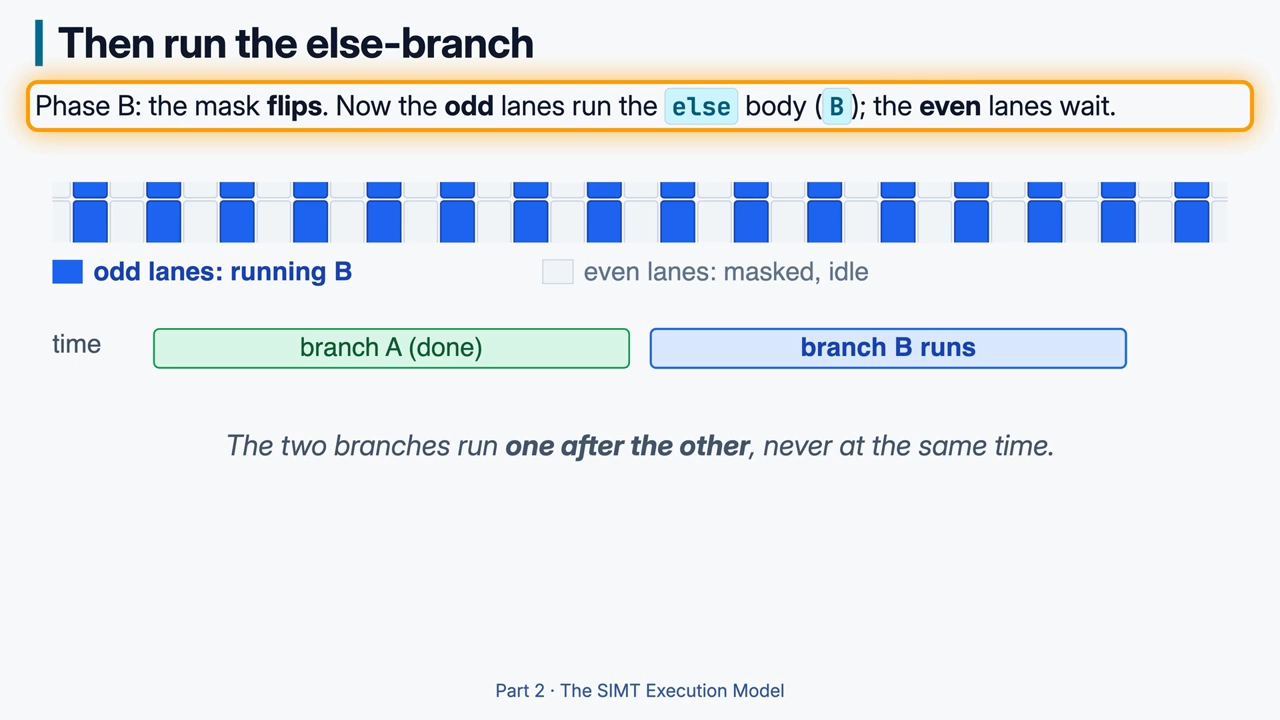 Then run the else-branch
Phase B: the mask flips. Now the odd lanes run the else body (B); the even lanes wait.
odd lanes: running B
even lanes: masked, idle
time
branch A (done)
branch B runs
The two branches run one after the other, never at the same time.
Part 2 · The SIMT Execution Model